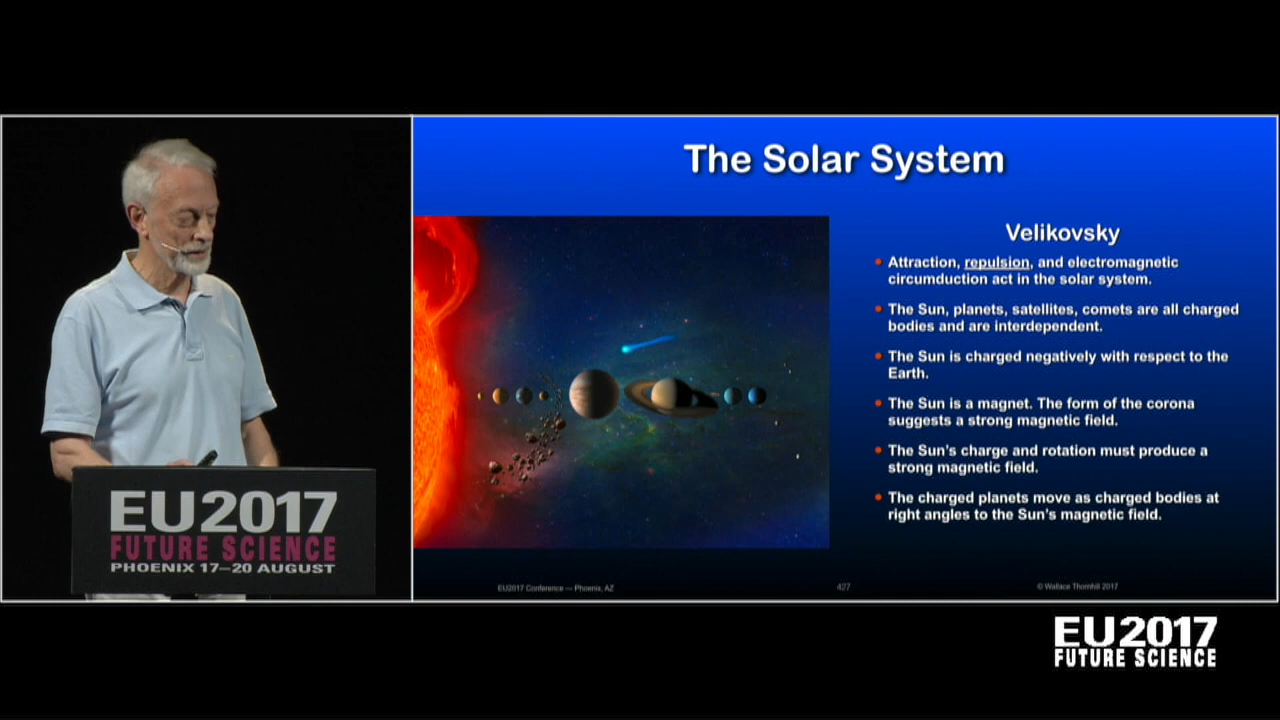 The Solar System
Velikovsky
• Attraction, repulsion, and electromagnetic
circumduction act in the solar system.
• The Sun, planets, satellites, comets are all charged
bodies and are interdependent.
• The Sun is charged negatively with respect to the
Earth.
• The Sun is a magnet. The form of the corona
suggests a strong magnetic field.
• The Sun's charge and rotation must produce a
strong magnetic field.
• The charged planets move as charged bodies at
right angles to the Sun's magnetic field.
EU2017 Conference — Phoenix, AZ
427
© Wallace Thornhill 2017
EU2017
FUTURE SCIENCE
PHOENIX 17–20 AUGUST
EU2017
FUTURE SCIENCE